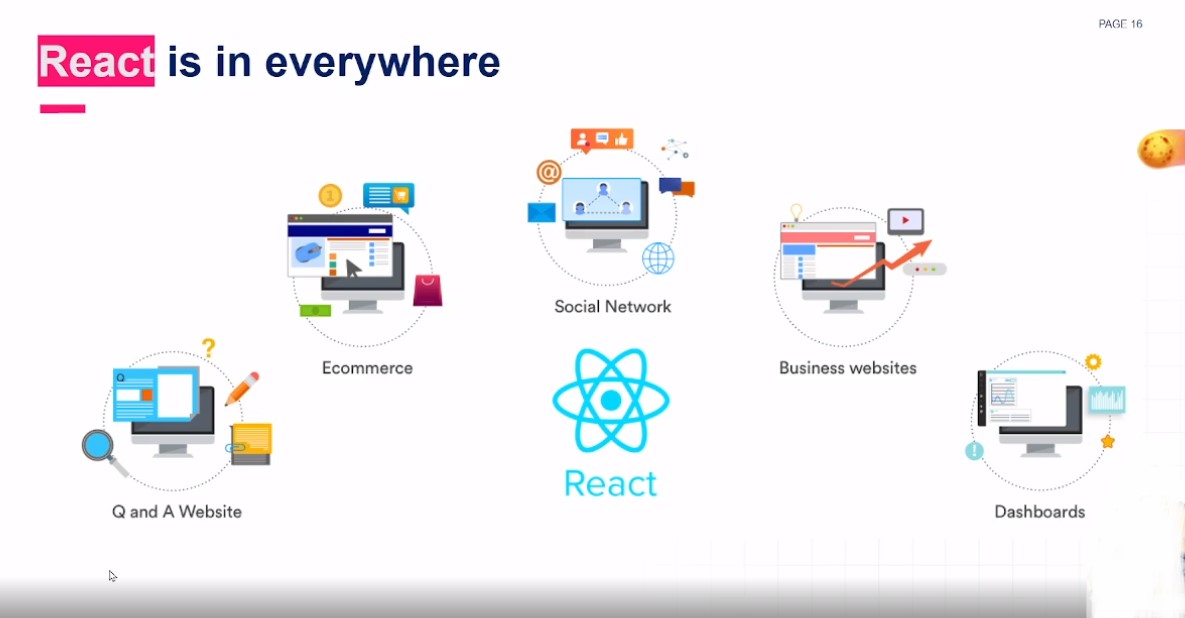 PAGE 16
React is in everywhere
Social Network
Ecommerce
Business websites
React
Q and A Website
Dashboards